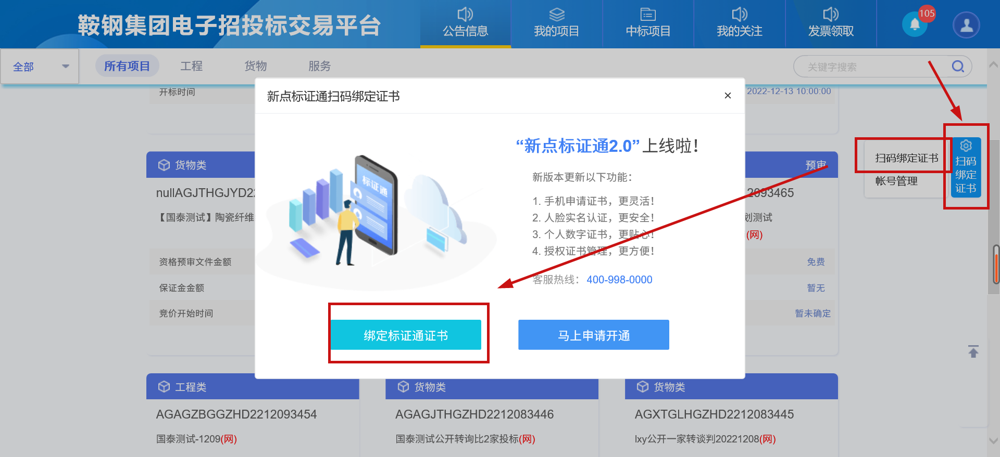 鞍钢集团电子招投标交易平台
公告信息
我的项目
中标项目
我的关注
发票领取
105
全部
所有项目
工程
货物
服务
关键字搜索
开标时间
2022-12-13 10:00:00
新点标证通扫码绑定证书
×
“新点标证通2.0”上线啦！
新版本更新以下功能：
1. 手机申请证书，更灵活！
2. 人脸实名认证，更安全！
3. 个人数字证书，更贴心！
4. 授权证书管理，更方便！
客服热线： 400-998-0000
绑定标证通证书
马上申请开通
标证通
扫码绑定证书
帐号管理
扫码
绑定
证书
货物类
预审
nullAGJTHGJYD22
2093465
【国泰测试】陶瓷纤维
划测试
(网)
资格预审文件金额
免费
保证金金额
暂无
竞价开始时间
暂未确定
工程类
AGAGZBGGZHD2212093454
国泰测试-1209(网)
货物类
AGAGJTHGZHD2212083446
国泰测试公开转询比2家投标(网)
货物类
AGXTGLHGZHD2212083445
lxy公开一家转谈判20221208(网)